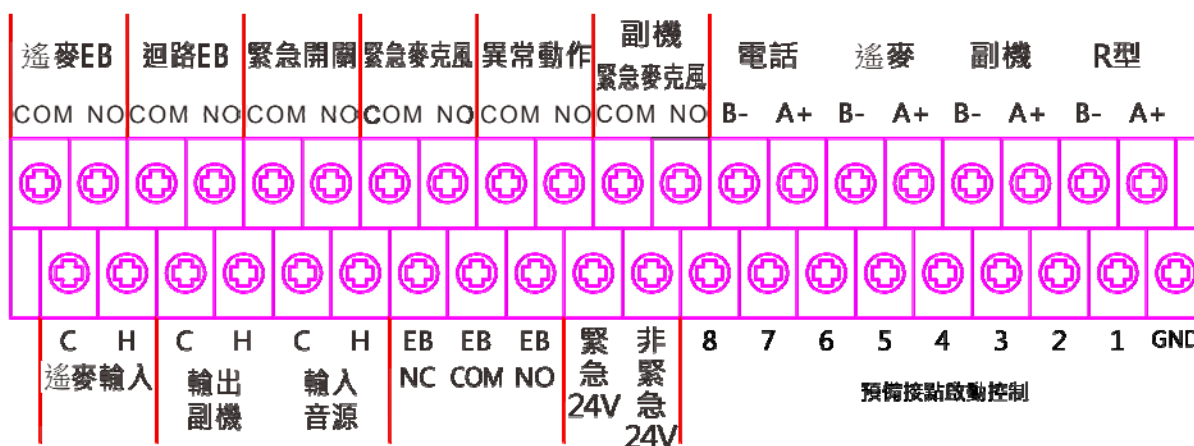 遙麥EB 迴路EB 緊急開關 緊急麥克風 異常動作 副機 電話 遙麥 副機 R型
緊急麥克風
COM NO COM NO COM NO COM NO COM NO COM NO B- A+ B- A+ B- A+ B- A+
C H C H C H EB EB EB 緊 非 8 7 6 5 4 3 2 1 GND
遙麥輸入 輸出 輸入 NC COM NO 急 緊 預備接點啟動控制
副機 音源 24V 急
24V